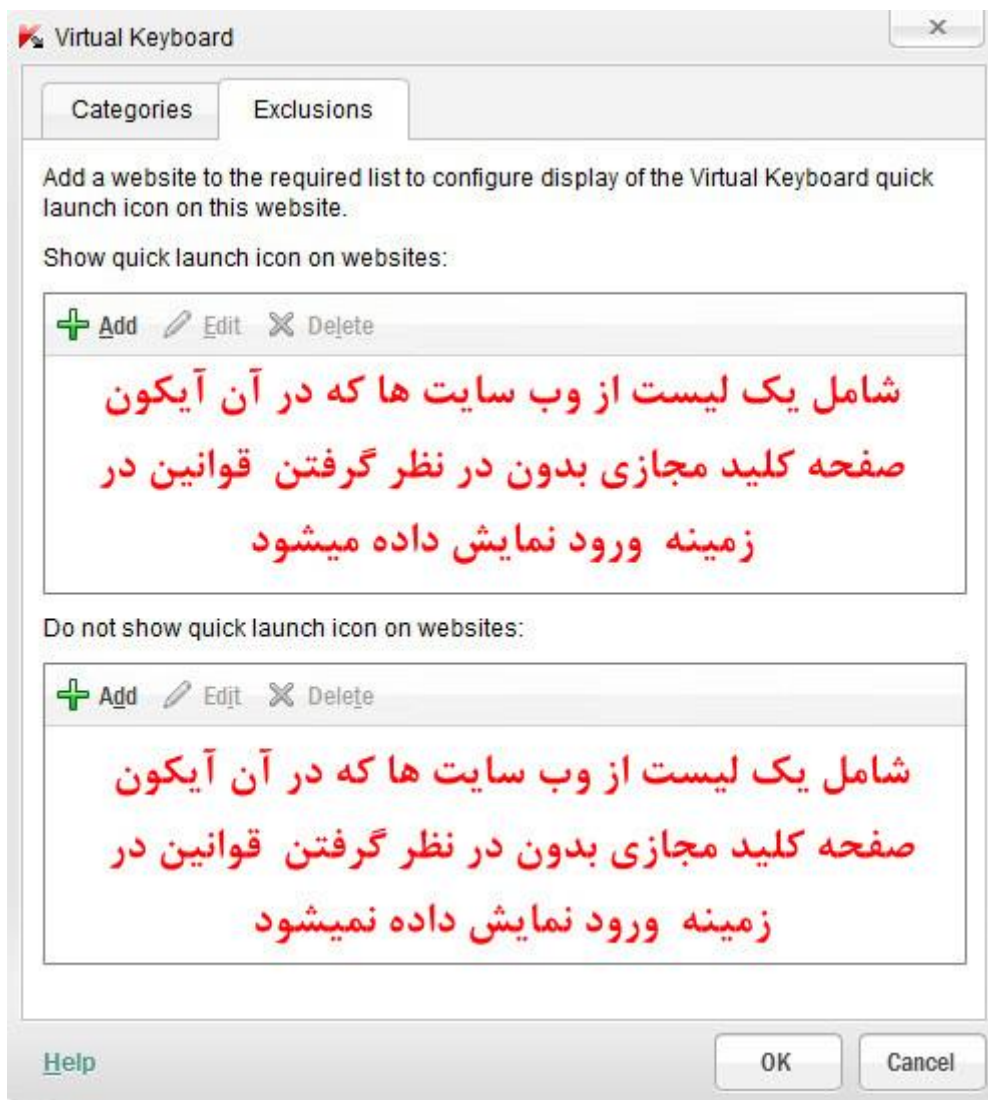 Virtual Keyboard
Categories Exclusions
Add a website to the required list to configure display of the Virtual Keyboard quick
launch icon on this website.
Show quick launch icon on websites:
Add Edit Delete
شامل یک لیست از وب سایت ها که در آن آیکون
صفحه کلید مجازی بدون در نظر گرفتن قوانین در
زمینه ورود نمایش داده میشود
Do not show quick launch icon on websites:
Add Edit Delete
شامل یک لیست از وب سایت ها که در آن آیکون
صفحه کلید مجازی بدون در نظر گرفتن قوانین در
زمینه ورود نمایش داده نمیشود
Help OK Cancel